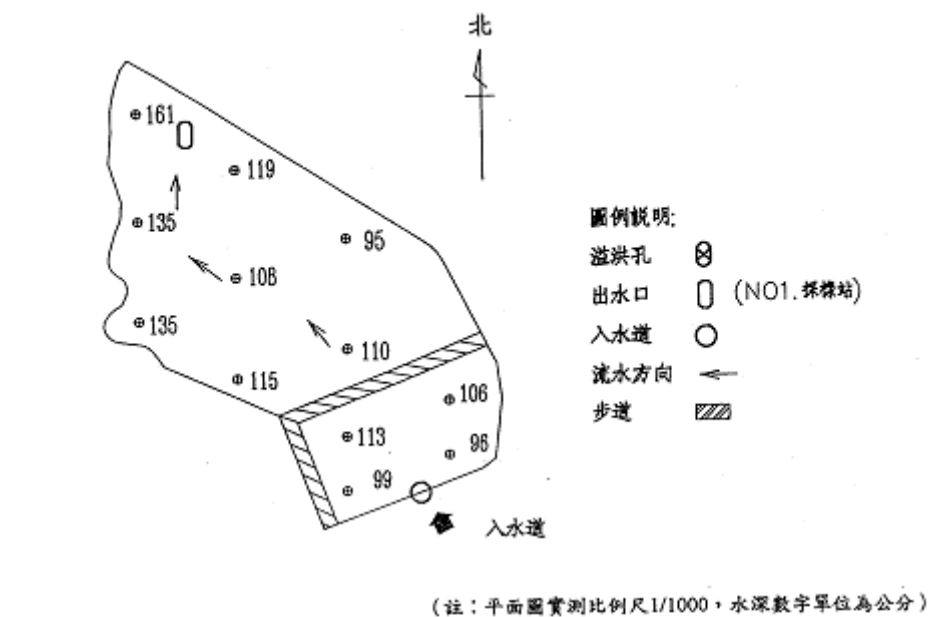 北
161
119
135
95
108
135
110
115
106
113
96
99
入水道
圖例説明:
溢洪孔
出水口 (NO1.採樣站)
入水道
流水方向
步道
(註：平面圖實測比例尺1/1000，水深數字單位為公分)